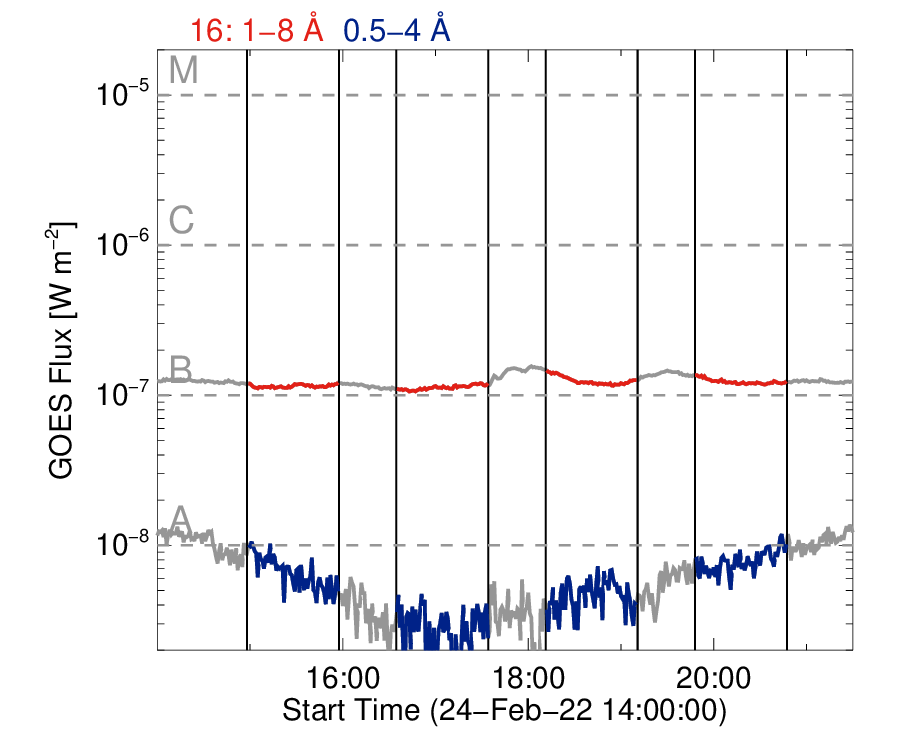 16: 1−8 Å 0.5−4 Å
M
10⁻⁵
C
10⁻⁶
B
10⁻⁷
A
10⁻⁸
GOES Flux [W m⁻²]
16:00 18:00 20:00
Start Time (24−Feb−22 14:00:00)